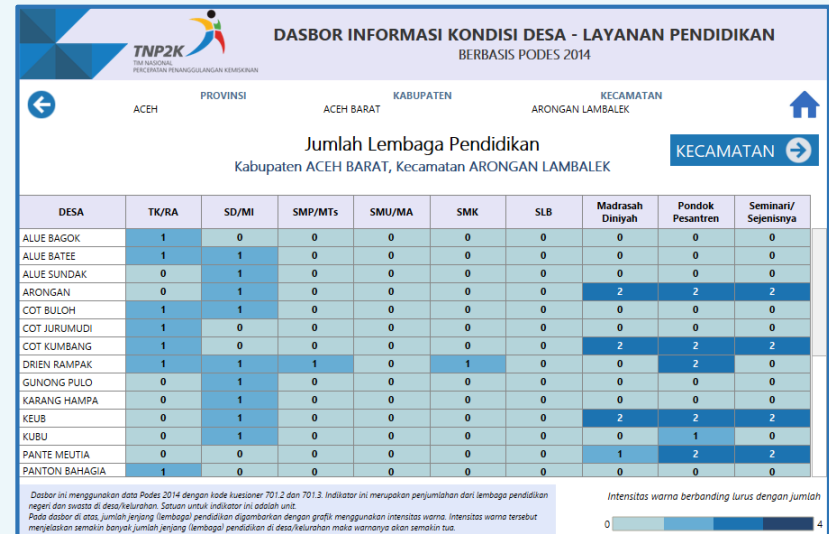 TNP2K
TIM NASIONAL
PERCEPATAN PENANGGULANGAN KEMISKINAN
DASBOR INFORMASI KONDISI DESA - LAYANAN PENDIDIKAN
BERBASIS PODES 2014
PROVINSI KABUPATEN KECAMATAN
ACEH ACEH BARAT ARONGAN LAMBALEK
Jumlah Lembaga Pendidikan
Kabupaten ACEH BARAT, Kecamatan ARONGAN LAMBALEK
KECAMATAN
DESA TK/RA SD/MI SMP/MTs SMU/MA SMK SLB Madrasah Diniyah Pondok Pesantren Seminari/ Sejenisnya
ALUE BAGOK 1 0 0 0 0 0 0 0 0
ALUE BATEE 1 1 0 0 0 0 0 0 0
ALUE SUNDAK 0 1 0 0 0 0 0 0 0
ARONGAN 0 1 0 0 0 0 2 2 2
COT BULOH 1 1 0 0 0 0 0 0 0
COT JURUMUDI 1 0 0 0 0 0 0 0 0
COT KUMBANG 1 0 0 0 0 0 2 2 2
DRIEN RAMPAK 1 1 1 0 1 0 0 2 0
GUNONG PULO 0 1 0 0 0 0 0 0 0
KARANG HAMPA 0 1 0 0 0 0 0 0 0
KEUB 0 1 0 0 0 0 2 2 2
KUBU 0 1 0 0 0 0 0 1 0
PANTE MEUTIA 0 0 0 0 0 0 1 2 2
PANTON BAHAGIA 1 0 0 0 0 0 0 0 0
Dasbor ini menggunakan data Podes 2014 dengan kode kuesioner 701.2 dan 701.3. Indikator ini merupakan penjumlahan dari lembaga pendidikan
negeri dan swasta di desa/kelurahan. Satuan untuk indikator ini adalah unit.
Pada dasbor di atas, jumlah jenjang (lembaga) pendidikan digambarkan dengan grafik menggunakan intensitas warna. Intensitas warna tersebut
menjelaskan semakin banyak jumlah jenjang (lembaga) pendidikan di desa/kelurahan maka warnanya akan semakin tua.
Intensitas warna berbanding lurus dengan jumlah
0 4